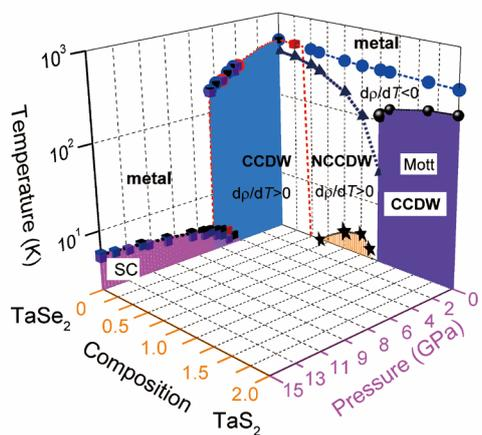 10³
10²
10¹
Temperature (K)
metal
metal
dρ/dT<0
CCDW
dρ/dT>0
NCCDW
dρ/dT>0
Mott
CCDW
SC
TaSe₂
0
0.5
1.0
1.5
2.0
Composition
TaS₂
15
13
11
9
8
6
4
2
0
Pressure (GPa)